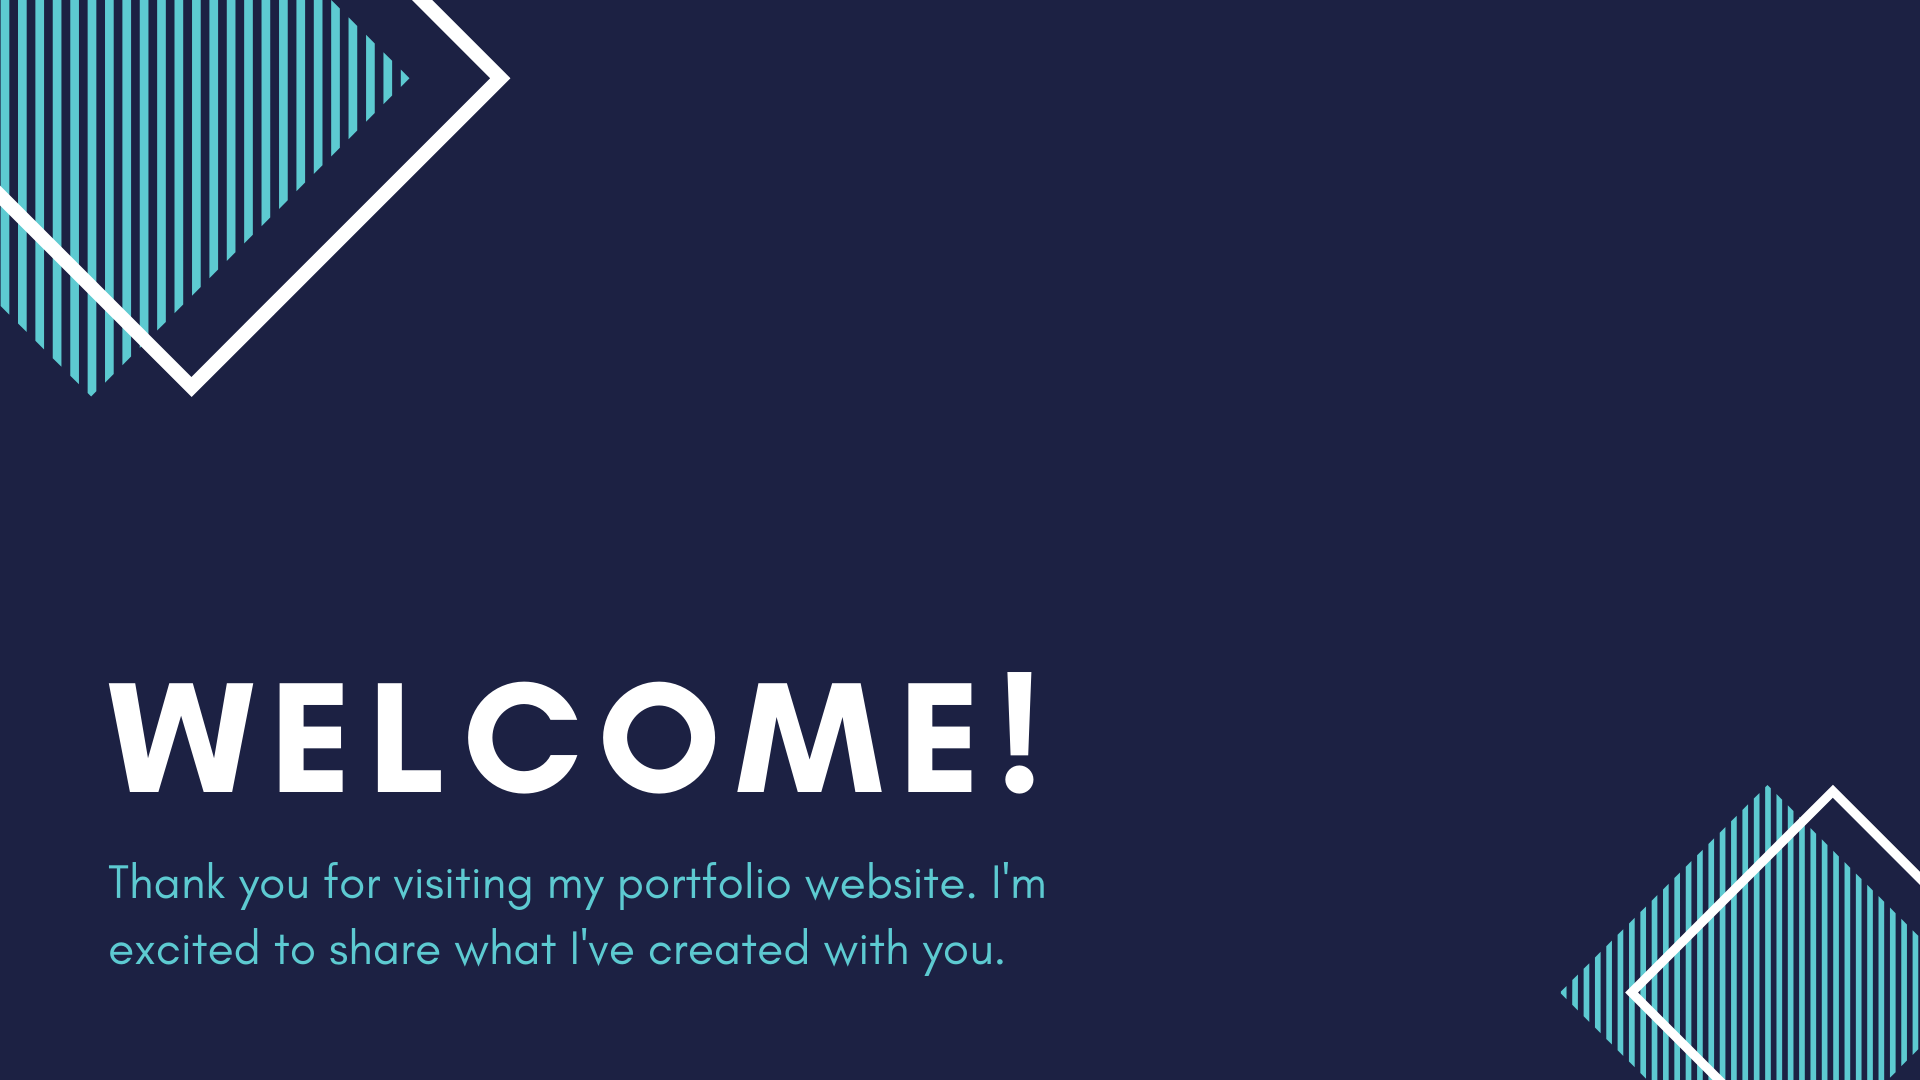 WELCOME!
Thank you for visiting my portfolio website. I'm
excited to share what I've created with you.